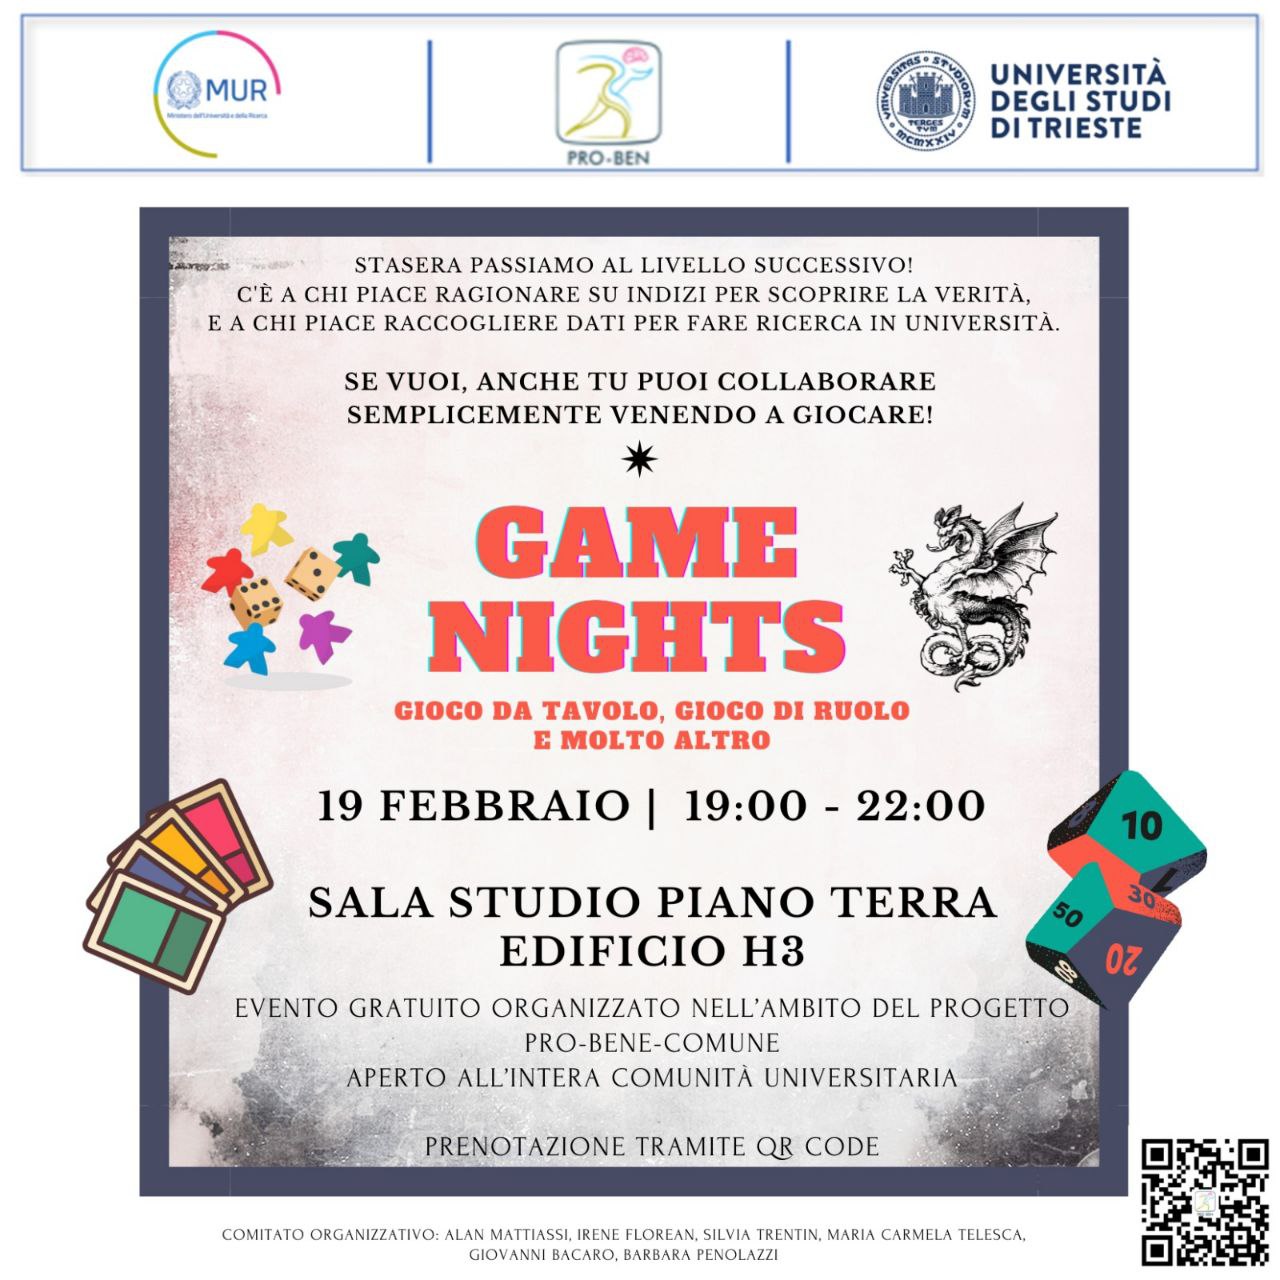 MUR
Ministero dell'Università e della Ricerca
PRO-BEN
UNIVERSITÀ
DEGLI STUDI
DI TRIESTE
STASERA PASSIAMO AL LIVELLO SUCCESSIVO!
C'È A CHI PIACE RAGIONARE SU INDIZI PER SCOPRIRE LA VERITÀ,
E A CHI PIACE RACCOGLIERE DATI PER FARE RICERCA IN UNIVERSITÀ.
SE VUOI, ANCHE TU PUOI COLLABORARE
SEMPLICEMENTE VENENDO A GIOCARE!
GAME
NIGHTS
GIOCO DA TAVOLO, GIOCO DI RUOLO
E MOLTO ALTRO
19 FEBBRAIO | 19:00 - 22:00
SALA STUDIO PIANO TERRA
EDIFICIO H3
10
30
50
20
EVENTO GRATUITO ORGANIZZATO NELL'AMBITO DEL PROGETTO
PRO-BENE-COMUNE
APERTO ALL'INTERA COMUNITÀ UNIVERSITARIA
PRENOTAZIONE TRAMITE QR CODE
COMITATO ORGANIZZATIVO: ALAN MATTIASSI, IRENE FLOREAN, SILVIA TRENTIN, MARIA CARMELA TELESCA,
GIOVANNI BACARO, BARBARA PENOLAZZI